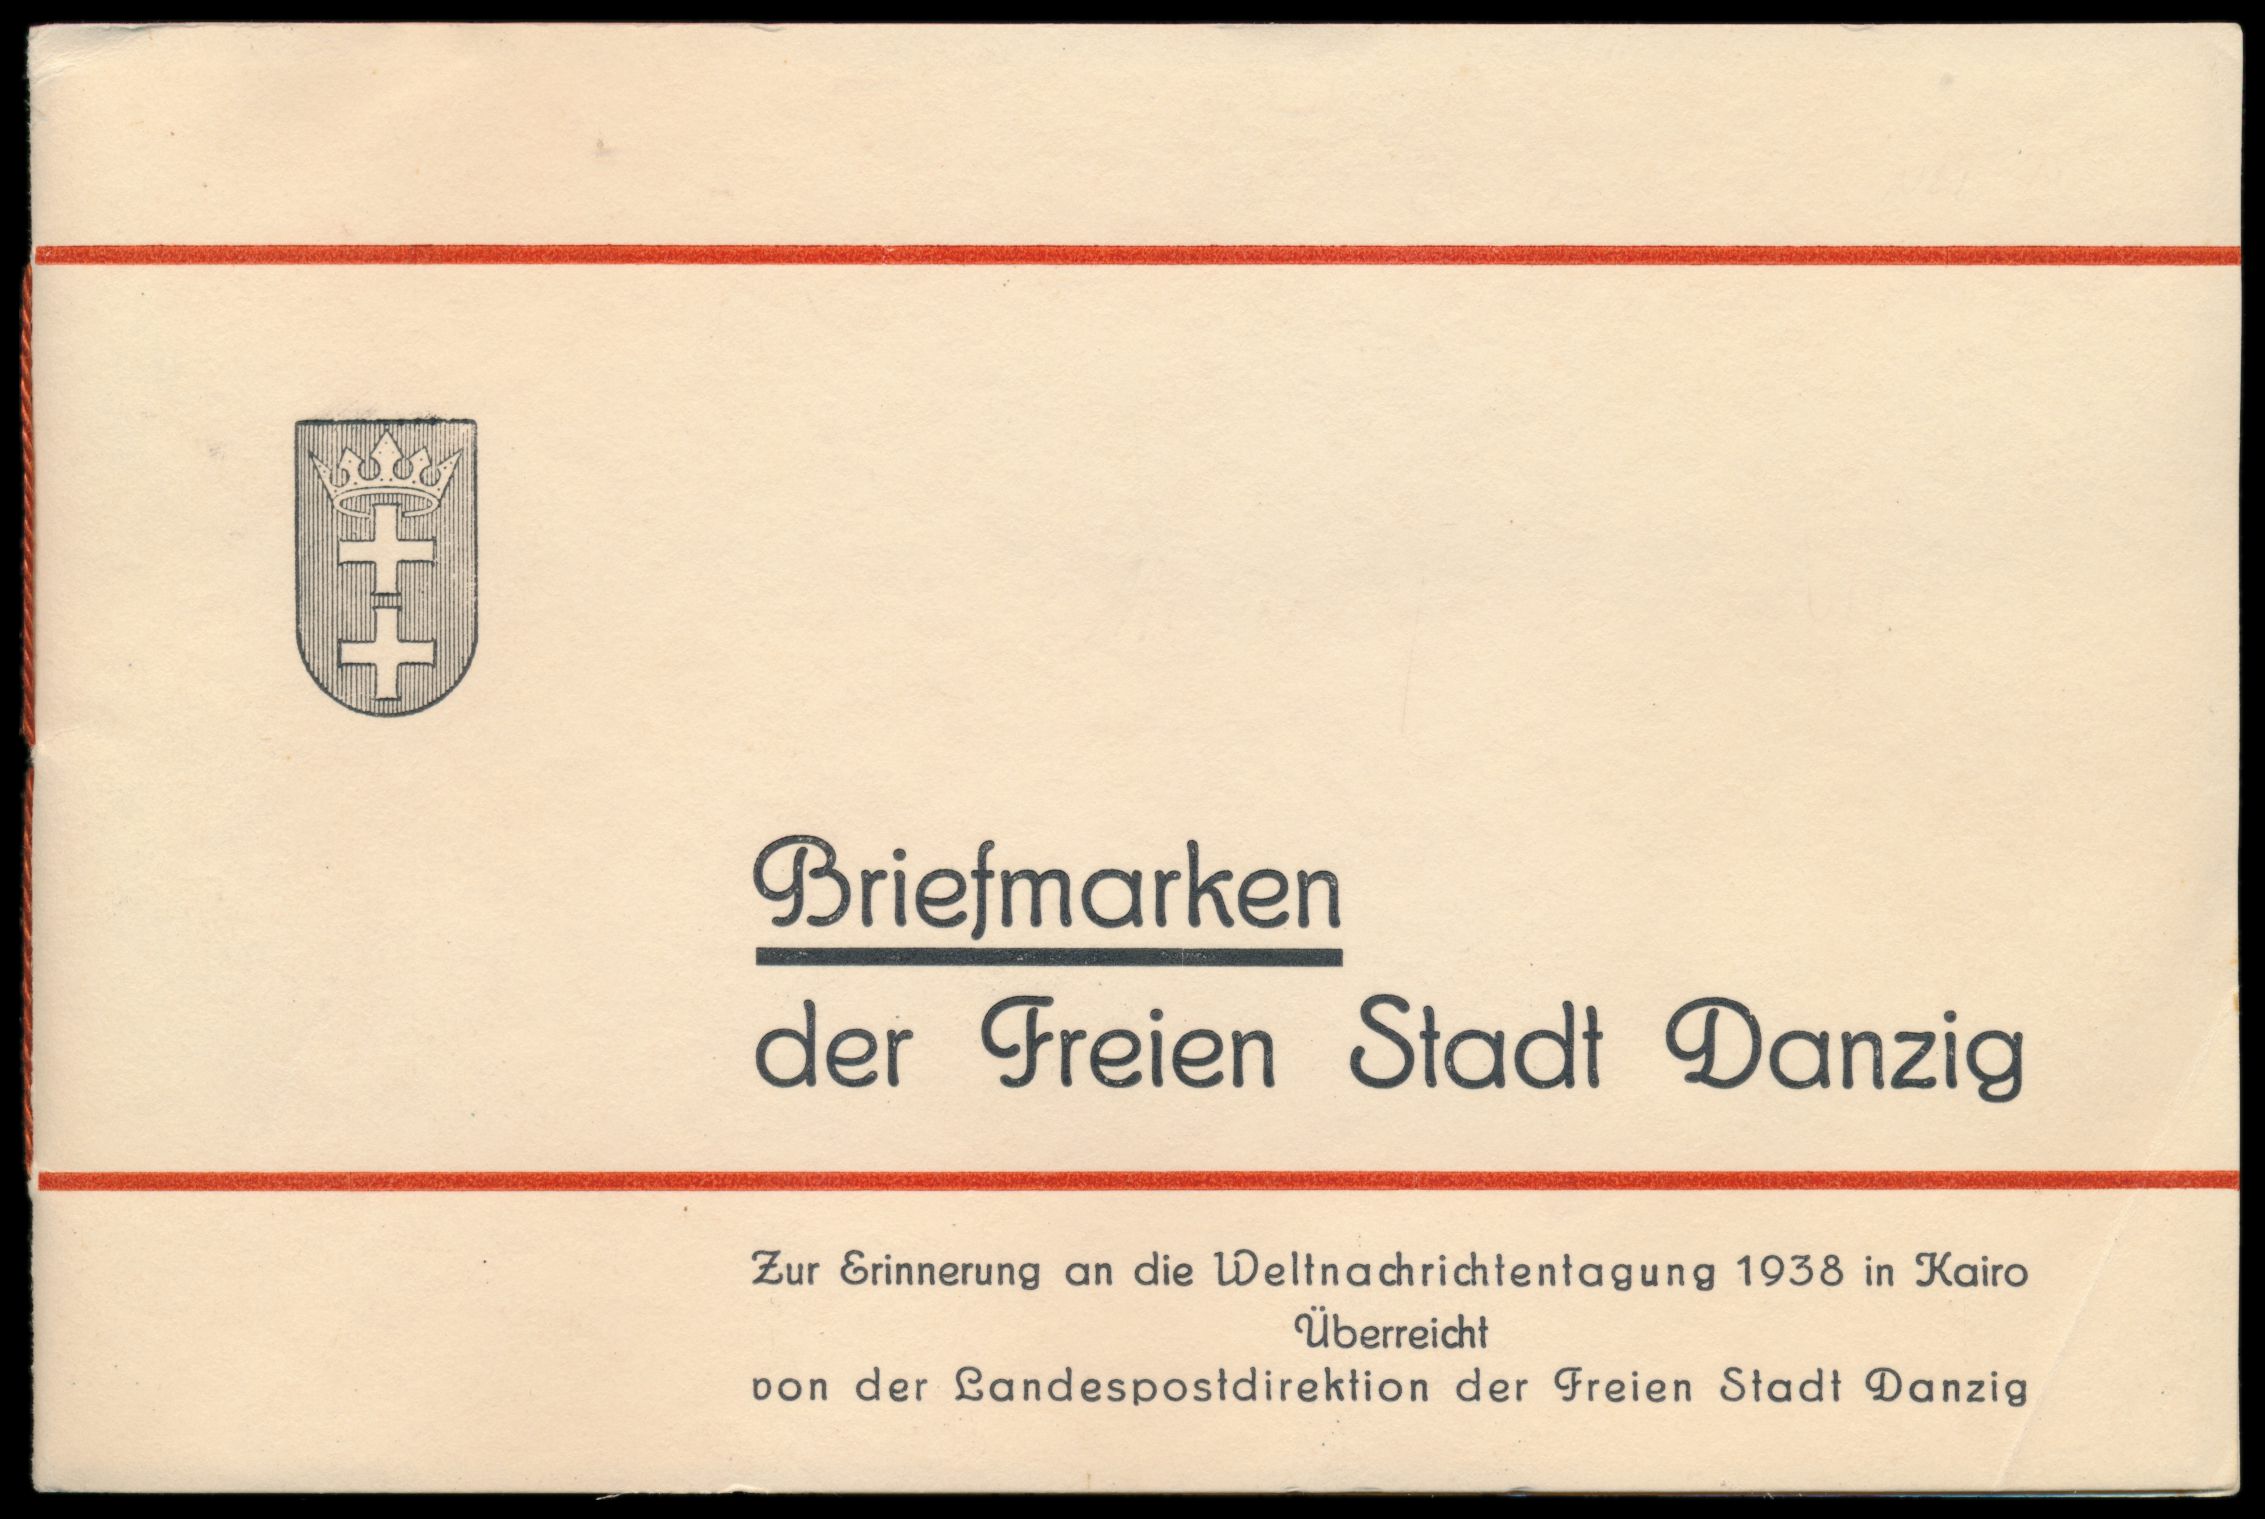 Briefmarken
der Freien Stadt Danzig
Zur Erinnerung an die Weltnachrichtentagung 1938 in Kairo
Überreicht
von der Landespostdirektion der Freien Stadt Danzig